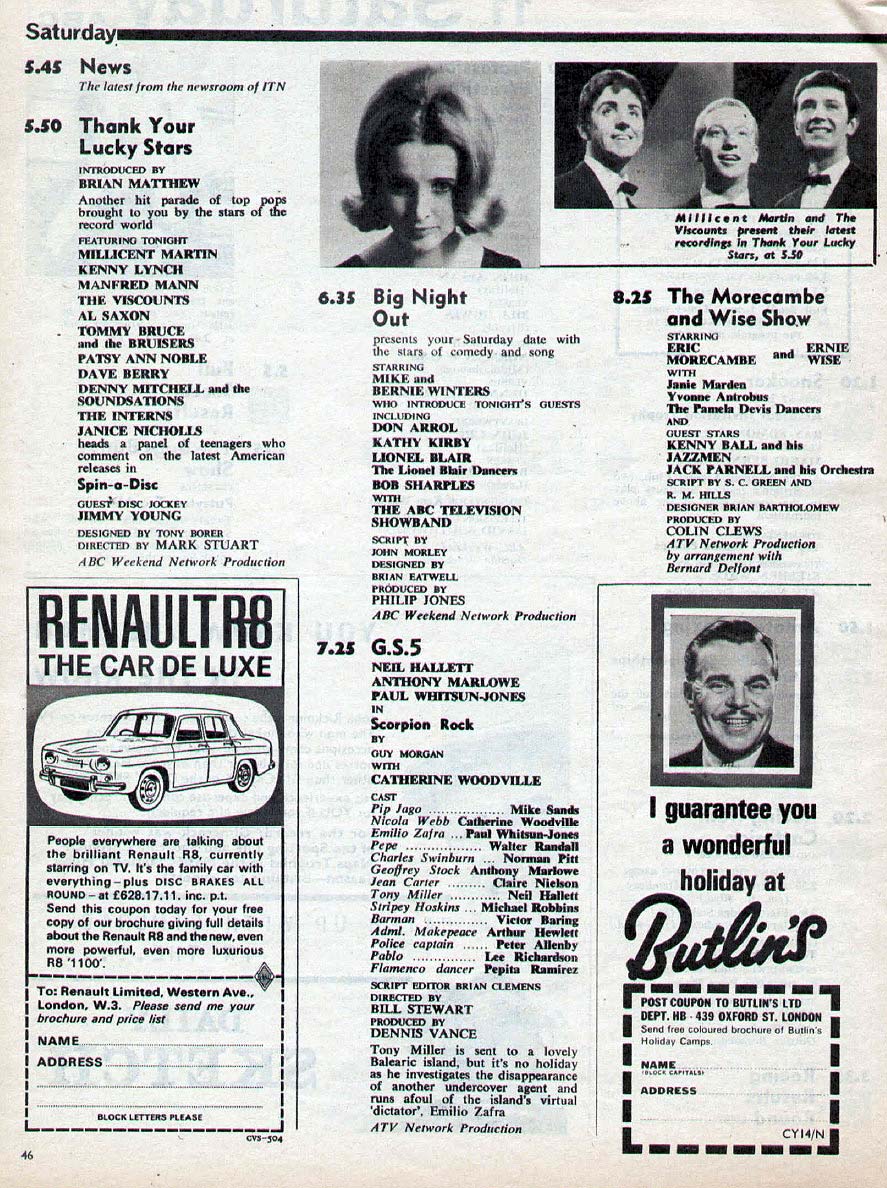 Saturday
5.45 News
The latest from the newsroom of ITN
5.50 Thank Your
Lucky Stars
INTRODUCED BY
BRIAN MATTHEW
Another hit parade of top pops
brought to you by the stars of the
record world
FEATURING TONIGHT
MILLICENT MARTIN
KENNY LYNCH
MANFRED MANN
THE VISCOUNTS
AL SAXON
TOMMY BRUCE
and the BRUISERS
PATSY ANN NOBLE
DAVE BERRY
DENNY MITCHELL and the
SOUNDSATIONS
THE INTERNS
JANICE NICHOLLS
heads a panel of teenagers who
comment on the latest American
releases in
Spin-a-Disc
GUEST DISC JOCKEY
JIMMY YOUNG
DESIGNED BY TONY BORER
DIRECTED BY MARK STUART
ABC Weekend Network Production
Millicent Martin and The
Viscounts present their latest
recordings in Thank Your Lucky
Stars, at 5.50
6.35 Big Night
Out
presents your Saturday date with
the stars of comedy and song
STARRING
MIKE and
BERNIE WINTERS
WHO INTRODUCE TONIGHT'S GUESTS
INCLUDING
DON ARROL
KATHY KIRBY
LIONEL BLAIR
The Lionel Blair Dancers
BOB SHARPLES
WITH
THE ABC TELEVISION
SHOWBAND
SCRIPT BY
JOHN MORLEY
DESIGNED BY
BRIAN EATWELL
PRODUCED BY
PHILIP JONES
ABC Weekend Network Production
7.25 G.S.5
NEIL HALLETT
ANTHONY MARLOWE
PAUL WHITSUN-JONES
IN
Scorpion Rock
BY
GUY MORGAN
WITH
CATHERINE WOODVILLE
CAST
Pip Jago .................. Mike Sands
Nicola Webb Catherine Woodville
Emilio Zafra ... Paul Whitsun-Jones
Pepe .................. Walter Randall
Charles Swinburn ... Norman Pitt
Geoffrey Stock Anthony Marlowe
Jean Carter ......... Claire Nielson
Tony Miller ............ Neil Hallett
Stripey Hoskins ... Michael Robbins
Barman ............... Victor Baring
Adml. Makepeace Arthur Hewlett
Police captain ...... Peter Allenby
Pablo ............... Lee Richardson
Flamenco dancer Pepita Ramirez
SCRIPT EDITOR BRIAN CLEMENS
DIRECTED BY
BILL STEWART
PRODUCED BY
DENNIS VANCE
Tony Miller is sent to a lovely
Balearic island, but it's no holiday
as he investigates the disappearance
of another undercover agent and
runs afoul of the island's virtual
'dictator', Emilio Zafra
ATV Network Production
8.25 The Morecambe
and Wise Show
STARRING
ERIC MORECAMBE and ERNIE WISE
WITH
Janie Marden
Yvonne Antrobus
The Pamela Devis Dancers
AND
GUEST STARS
KENNY BALL and his
JAZZMEN
JACK PARNELL and his Orchestra
SCRIPT BY S. C. GREEN AND
R. M. HILLS
DESIGNER BRIAN BARTHOLOMEW
PRODUCED BY
COLIN CLEWS
ATV Network Production
by arrangement with
Bernard Delfont
RENAULT R8
THE CAR DE LUXE
People everywhere are talking about
the brilliant Renault R8, currently
starring on TV. It's the family car with
everything–plus DISC BRAKES ALL
ROUND–at £628.17.11. inc. p.t.
Send this coupon today for your free
copy of our brochure giving full details
about the Renault R8 and the new, even
more powerful, even more luxurious
R8 '1100'.
To: Renault Limited, Western Ave.,
London, W.3. Please send me your
brochure and price list
NAME
ADDRESS
BLOCK LETTERS PLEASE
CVS-504
I guarantee you
a wonderful
holiday at
Butlin's
POST COUPON TO BUTLIN'S LTD
DEPT. HB · 439 OXFORD ST. LONDON
Send free coloured brochure of Butlin's
Holiday Camps.
NAME
(BLOCK CAPITALS)
ADDRESS
CY14/N
46